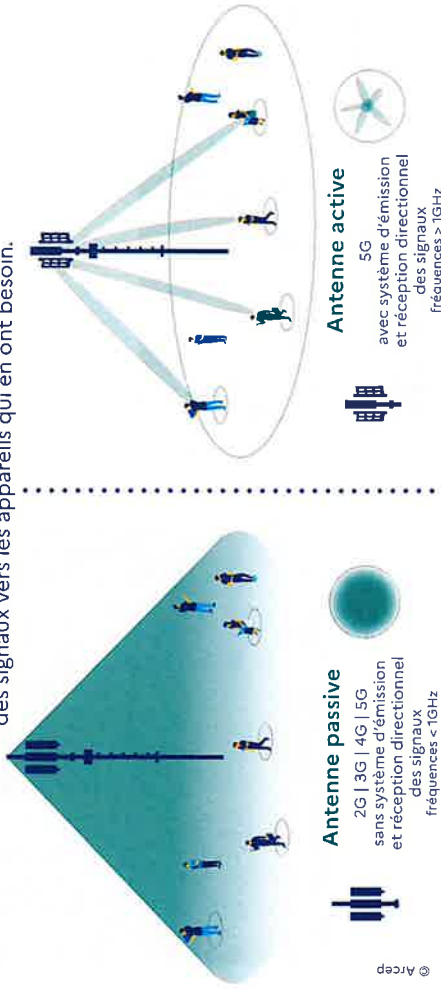 des signaux vers les appareils qui en ont besoin.
Antenne passive
2G | 3G | 4G | 5G
sans système d'émission
et réception directionnel
des signaux
fréquences < 1GHz
Antenne active
5G
avec système d'émission
et réception directionnel
des signaux
fréquences > 1GHz
© Arcep